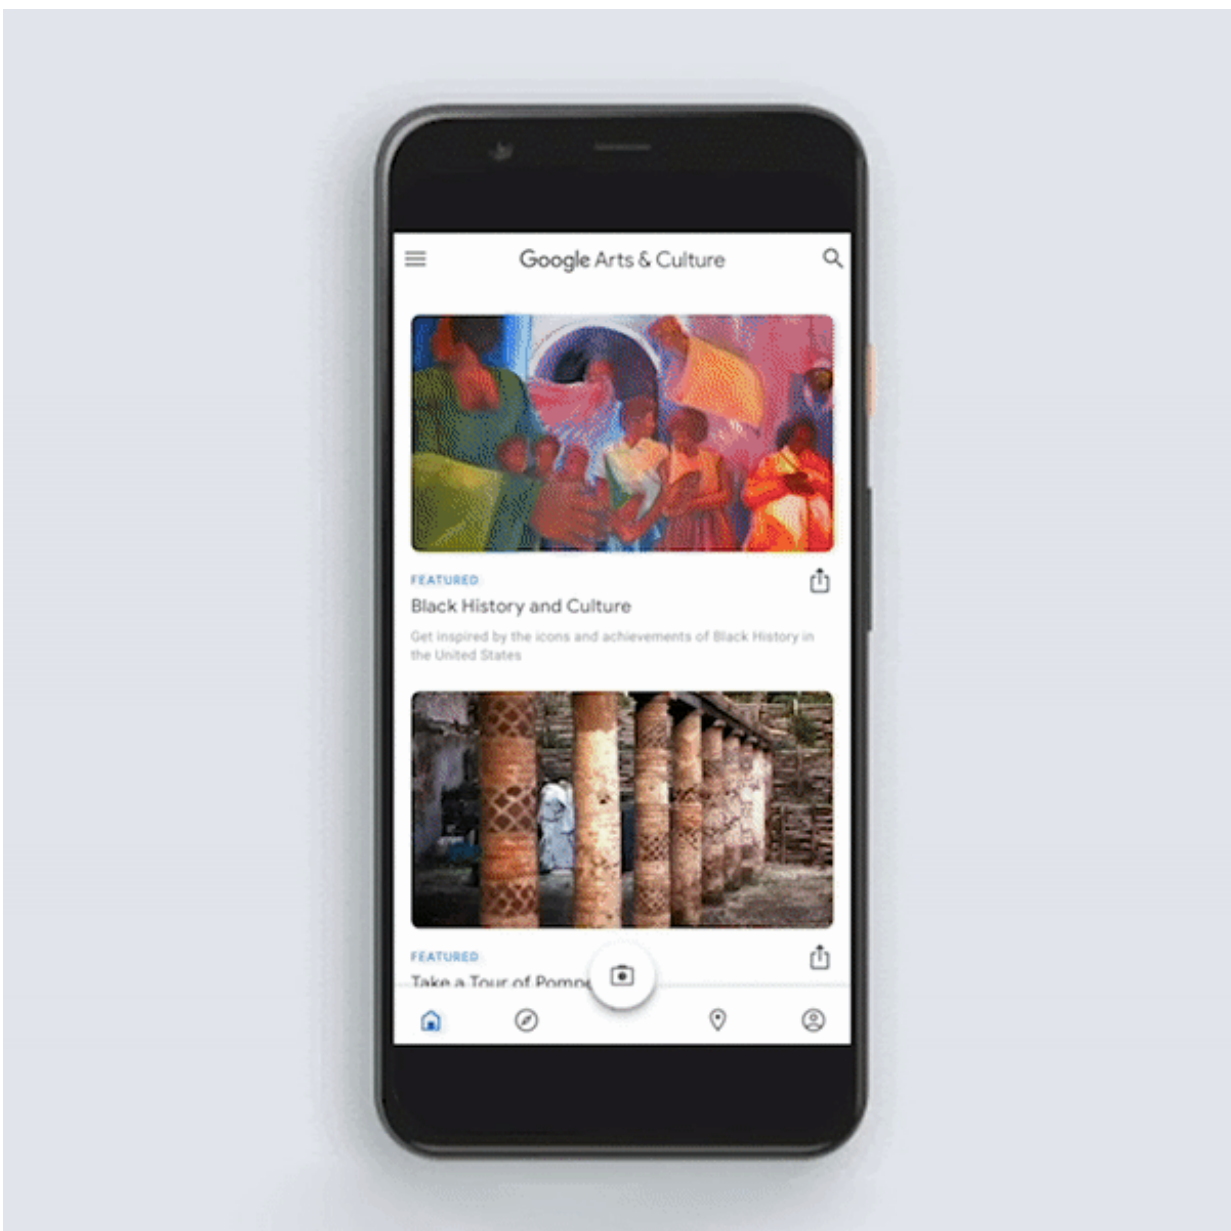 Google Arts & Culture
FEATURED
Black History and Culture
Get inspired by the icons and achievements of Black History in
the United States
FEATURED
Take a Tour of